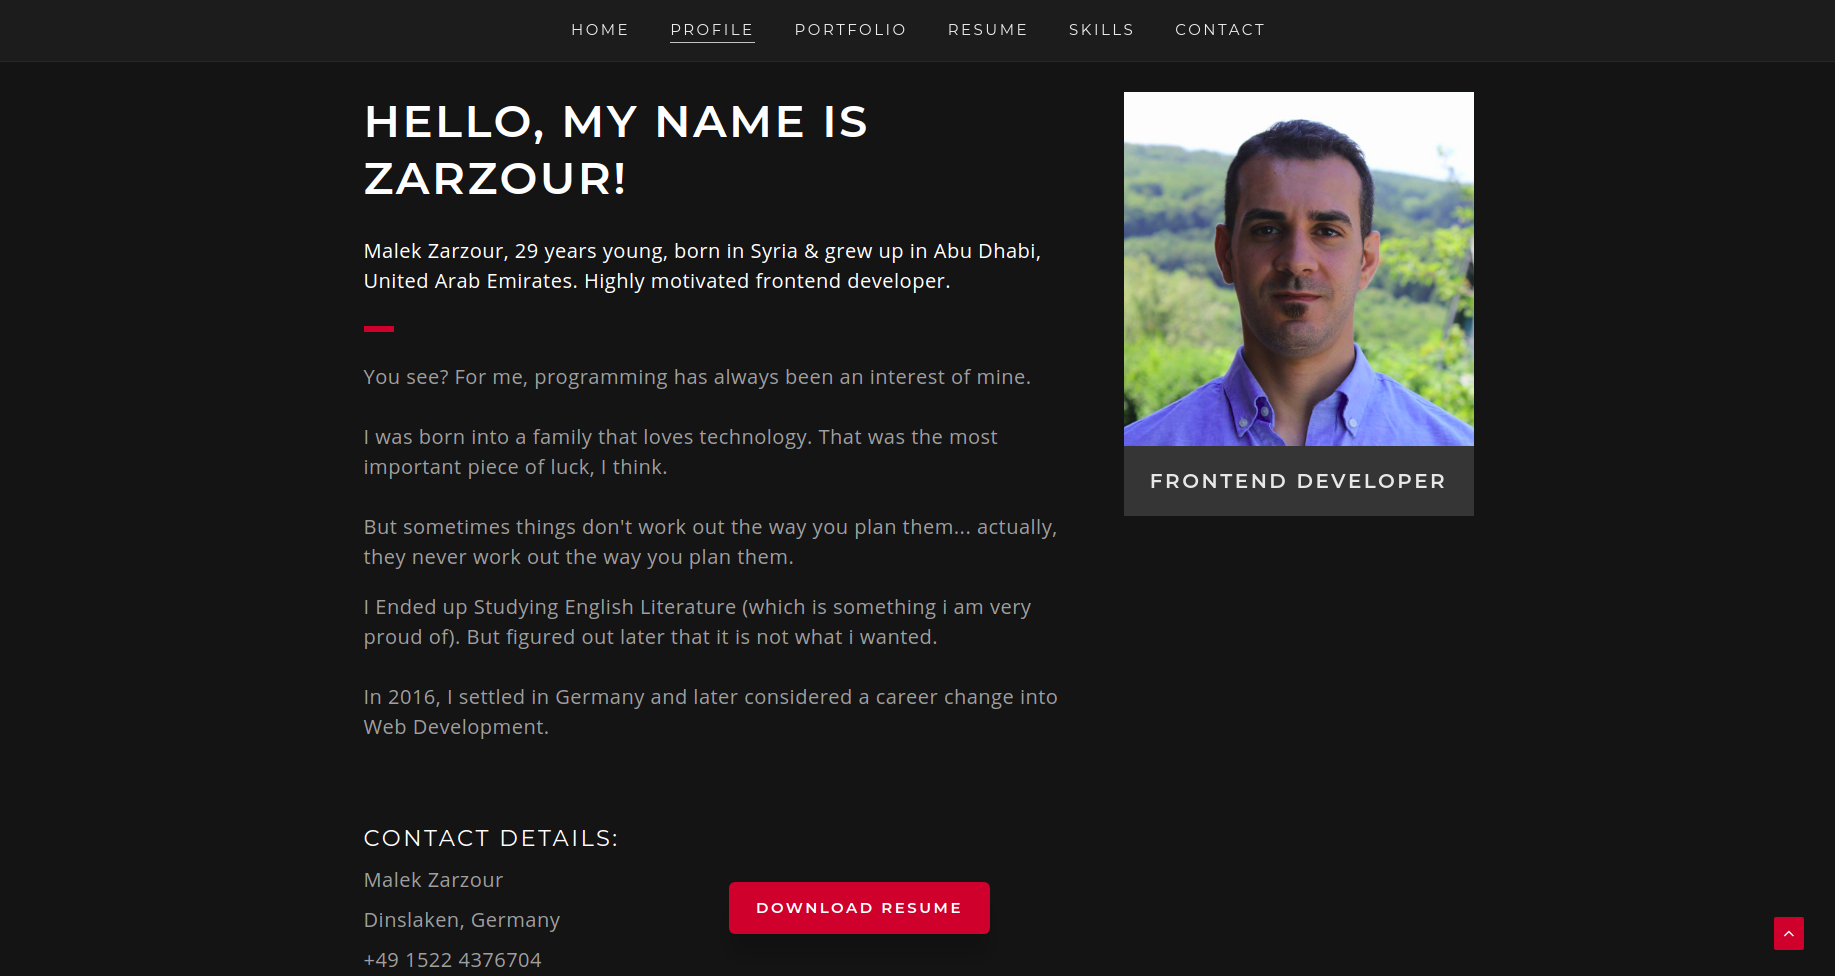 HOME PROFILE PORTFOLIO RESUME SKILLS CONTACT
HELLO, MY NAME IS
ZARZOUR!
Malek Zarzour, 29 years young, born in Syria & grew up in Abu Dhabi,
United Arab Emirates. Highly motivated frontend developer.
You see? For me, programming has always been an interest of mine.
I was born into a family that loves technology. That was the most
important piece of luck, I think.
But sometimes things don't work out the way you plan them... actually,
they never work out the way you plan them.
I Ended up Studying English Literature (which is something i am very
proud of). But figured out later that it is not what i wanted.
In 2016, I settled in Germany and later considered a career change into
Web Development.
FRONTEND DEVELOPER
CONTACT DETAILS:
Malek Zarzour
Dinslaken, Germany
+49 1522 4376704
DOWNLOAD RESUME